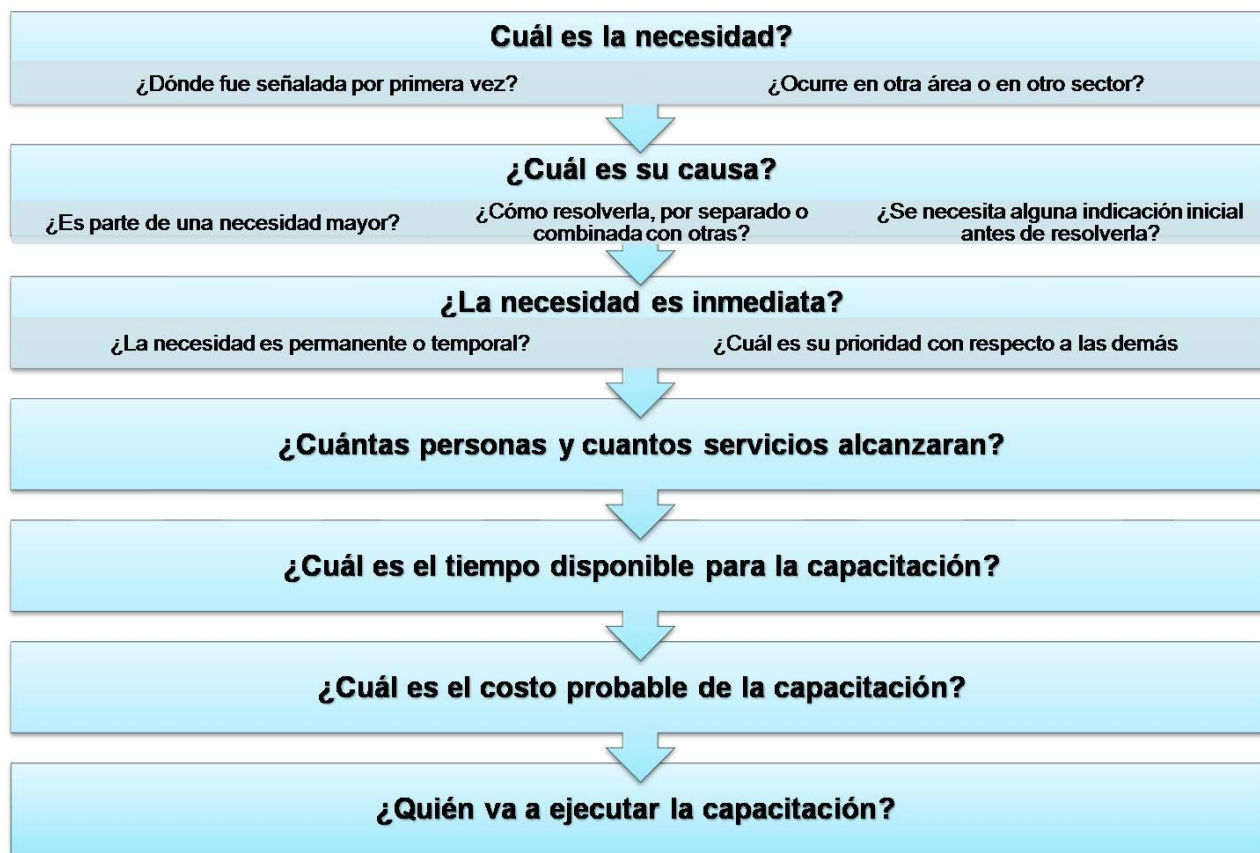 Cuál es la necesidad?
¿Dónde fue señalada por primera vez?
¿Ocurre en otra área o en otro sector?
¿Cuál es su causa?
¿Es parte de una necesidad mayor?
¿Cómo resolverla, por separado o
combinada con otras?
¿Se necesita alguna indicación inicial
antes de resolverla?
¿La necesidad es inmediata?
¿La necesidad es permanente o temporal?
¿Cuál es su prioridad con respecto a las demás
¿Cuántas personas y cuantos servicios alcanzaran?
¿Cuál es el tiempo disponible para la capacitación?
¿Cuál es el costo probable de la capacitación?
¿Quién va a ejecutar la capacitación?